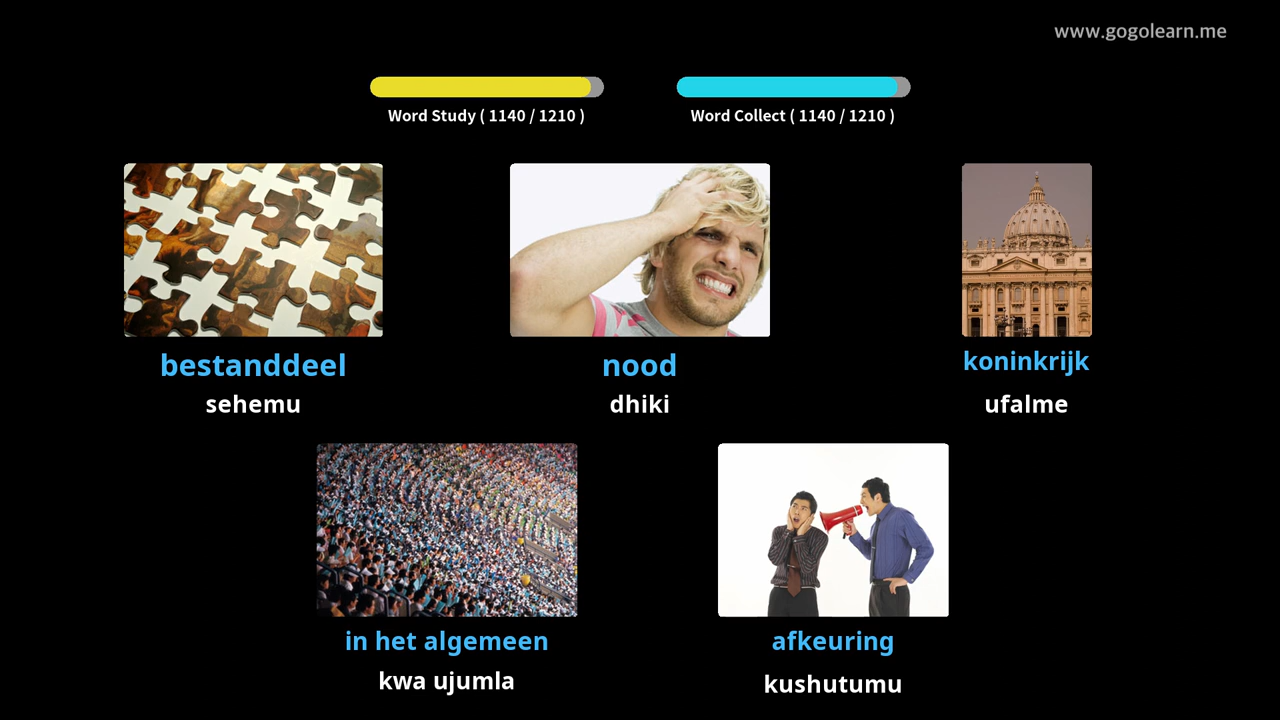 www.gogolearn.me
Word Study ( 1140 / 1210 )
Word Collect ( 1140 / 1210 )
bestanddeel
sehemu
nood
dhiki
koninkrijk
ufalme
in het algemeen
kwa ujumla
afkeuring
kushutumu